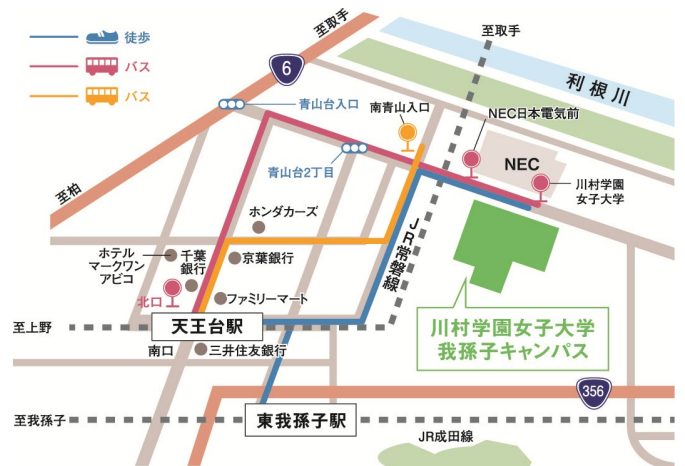 徒歩
バス
バス
至取手
6
至取手
利根川
青山台入口
南青山入口
NEC日本電気前
青山台2丁目
NEC
川村学園
女子大学
至柏
ホンダカーズ
JR常磐線
ホテル
マークワン
アビコ
千葉
銀行
京葉銀行
北口
ファミリーマート
川村学園女子大学
我孫子キャンパス
至上野
天王台駅
南口
三井住友銀行
356
至我孫子
東我孫子駅
JR成田線